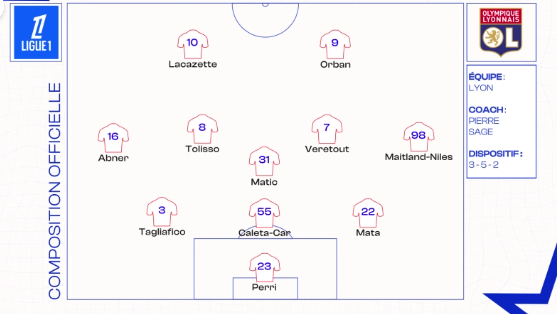 LIGUE 1
COMPOSITION OFFICIELLE
10
Lacazette
9
Orban
16
Abner
8
Tolisso
7
Veretout
98
Maitland-Niles
31
Matic
3
Tagliafico
55
Caleta-Car
22
Mata
23
Perri
OLYMPIQUE
LYONNAIS
OL
ÉQUIPE:
LYON
COACH:
PIERRE
SAGE
DISPOSITIF:
3-5-2